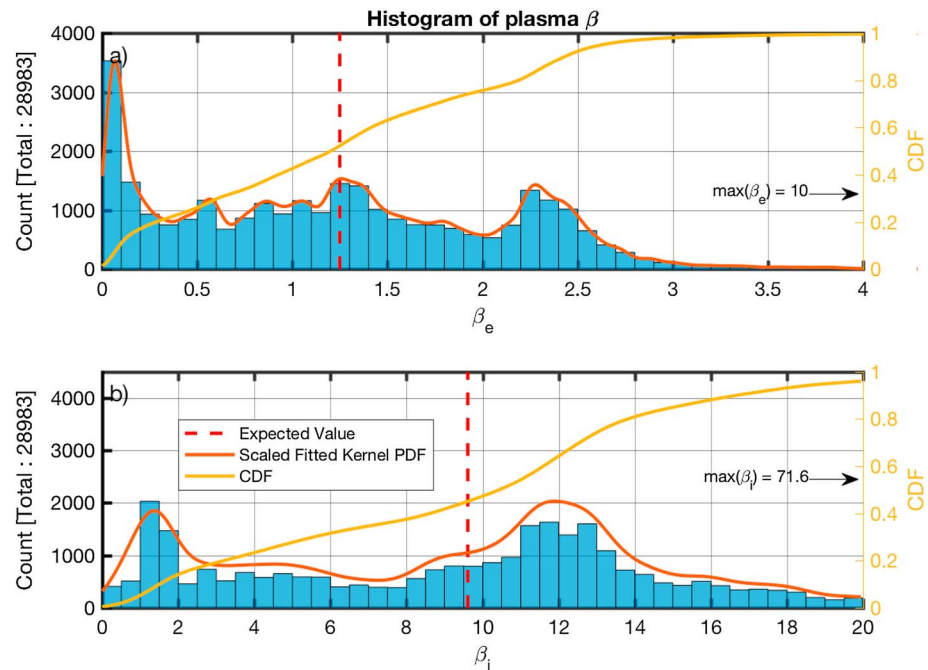 Histogram of plasma β
a)
Count [Total : 28983]
4000
3000
2000
1000
0
0 0.5 1 1.5 2 2.5 3 3.5 4
βe
1
0.8
0.6
0.4
0.2
0
CDF
max(βe) = 10
b)
Count [Total : 28983]
4000
3000
2000
1000
0
0 2 4 6 8 10 12 14 16 18 20
βi
1
0.8
0.6
0.4
0.2
0
CDF
Expected Value
Scaled Fitted Kernel PDF
CDF
max(βi) = 71.6